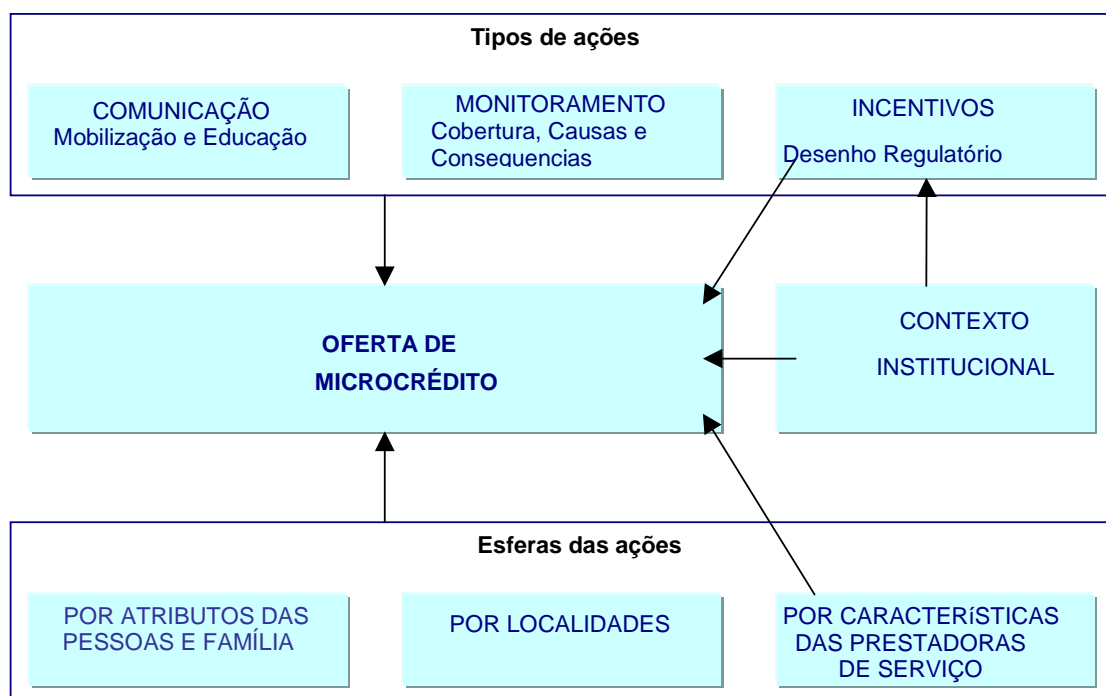 Tipos de ações
COMUNICAÇÃO
Mobilização e Educação
MONITORAMENTO
Cobertura, Causas e
Consequencias
INCENTIVOS
Desenho Regulatório
OFERTA DE
MICROCRÉDITO
CONTEXTO
INSTITUCIONAL
Esferas das ações
POR ATRIBUTOS DAS
PESSOAS E FAMÍLIA
POR LOCALIDADES
POR CARACTERíSTICAS
DAS PRESTADORAS
DE SERVIÇO